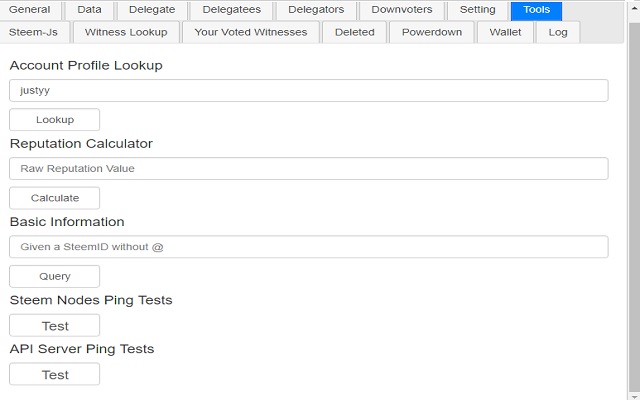 General Data Delegate Delegatees Delegators Downvoters Setting Tools
Steem-Js Witness Lookup Your Voted Witnesses Deleted Powerdown Wallet Log
Account Profile Lookup
justyy
Lookup
Reputation Calculator
Raw Reputation Value
Calculate
Basic Information
Given a SteemID without @
Query
Steem Nodes Ping Tests
Test
API Server Ping Tests
Test